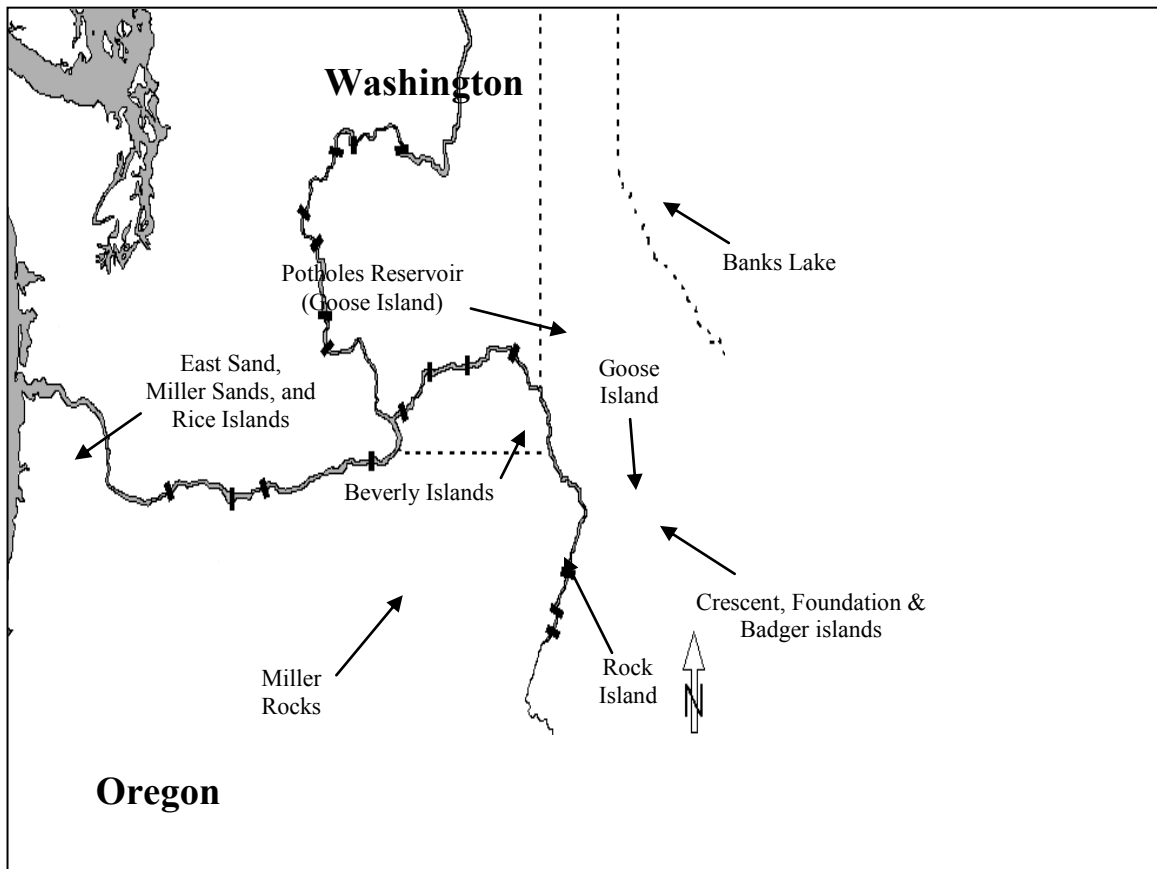 Washington
Banks Lake
Potholes Reservoir
(Goose Island)
East Sand,
Miller Sands, and
Rice Islands
Goose
Island
Beverly Islands
Crescent, Foundation &
Badger islands
Miller
Rocks
Rock
Island
N
Oregon